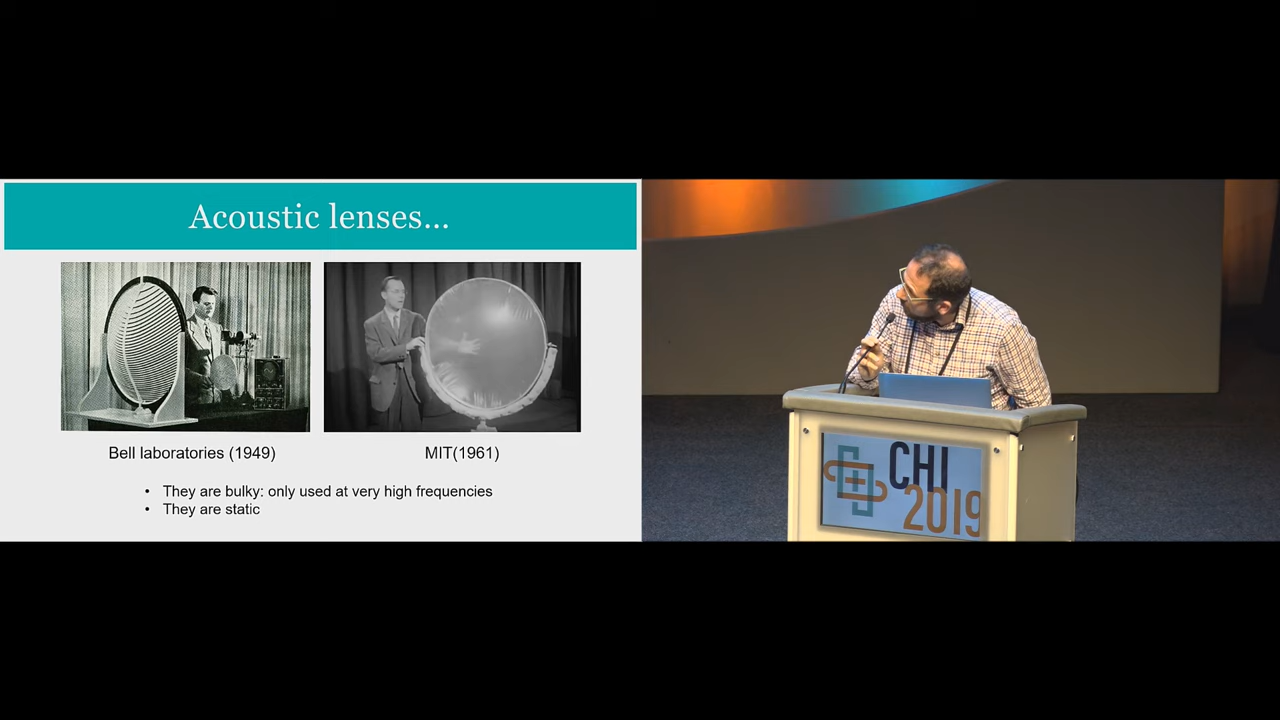 Acoustic lenses...
Bell laboratories (1949)
MIT(1961)
• They are bulky: only used at very high frequencies
• They are static
CHI
2019